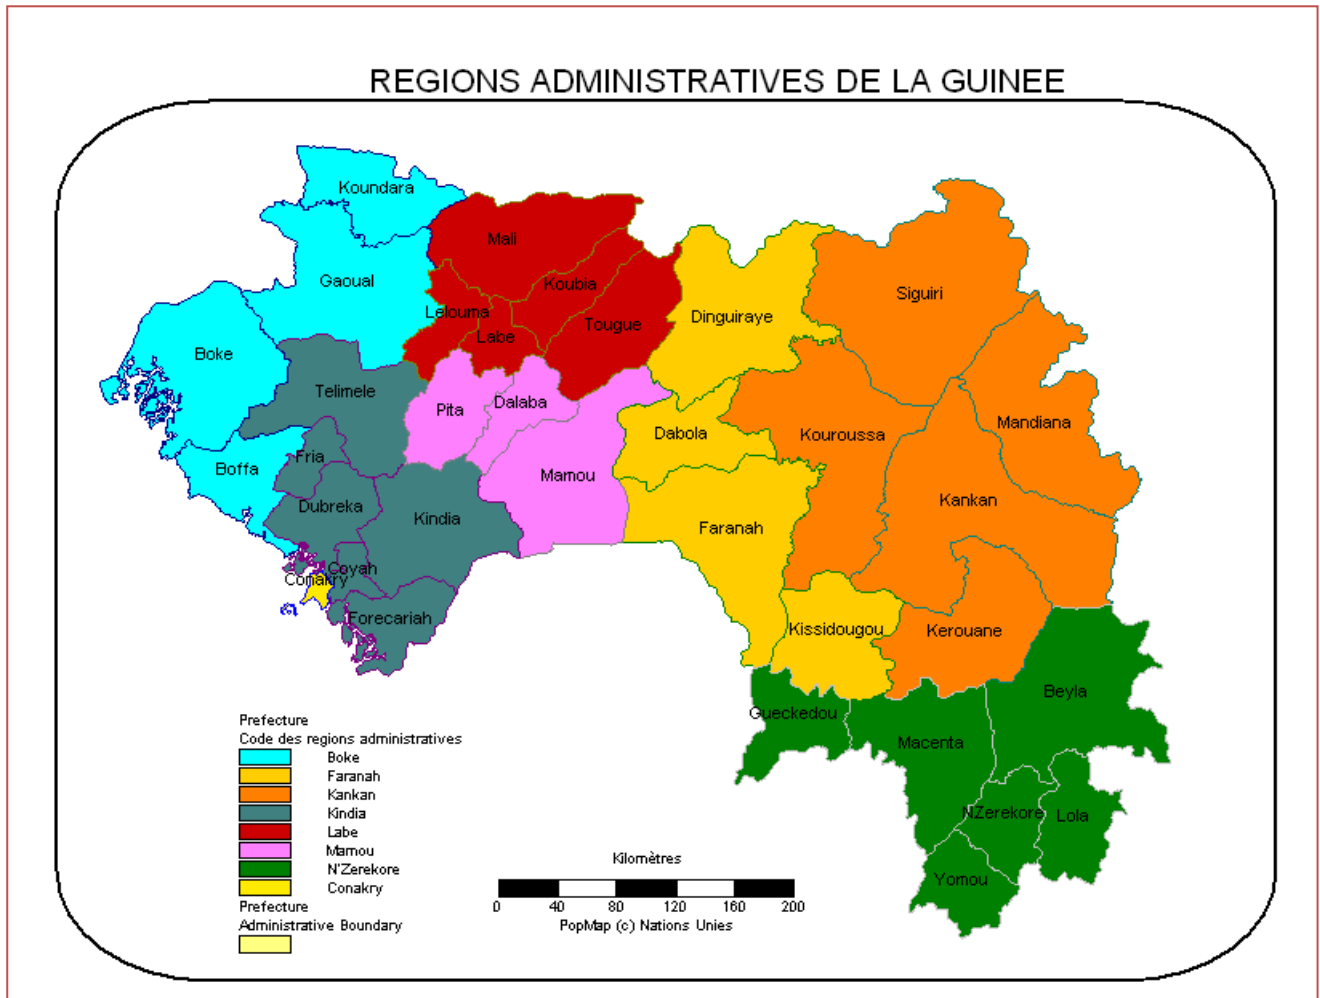 REGIONS ADMINISTRATIVES DE LA GUINEE
Koundara
Mali
Gaoual
Koubia
Siguiri
Lelouma
Dinguiraye
Tougue
Labe
Boke
Telimele
Pita
Dalaba
Mandiana
Dabola
Kouroussa
Fria
Boffa
Mamou
Kankan
Dubreka
Kindia
Faranah
Coyah
Conakry
Forecariah
Kissidougou
Kerouane
Beyla
Gueckedou
Macenta
NZerekore
Lola
Yomou
Prefecture
Code des regions administratives
Boke
Faranah
Kankan
Kindia
Labe
Mamou
N'Zerekore
Conakry
Prefecture
Administrative Boundary
Kilomètres
0 40 80 120 160 200
PopMap (c) Nations Unies